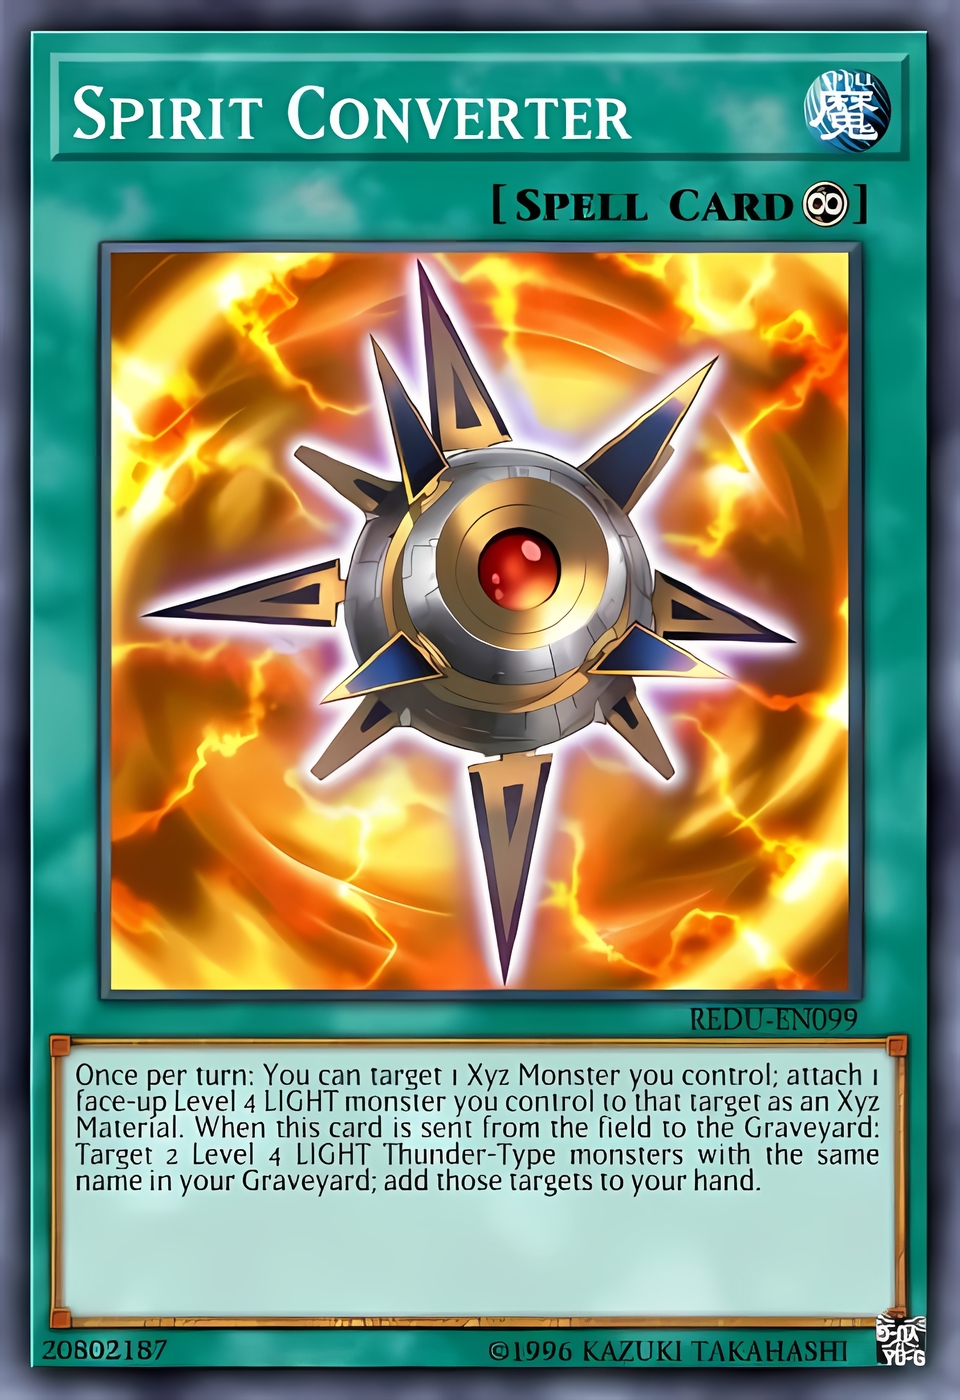 Spirit Converter
魔
[Spell Card]
REDU-EN099
Once per turn: You can target 1 Xyz Monster you control; attach 1
face-up Level 4 LIGHT monster you control to that target as an Xyz
Material. When this card is sent from the field to the Graveyard:
Target 2 Level 4 LIGHT Thunder-Type monsters with the same
name in your Graveyard; add those targets to your hand.
20802187
©1996 KAZUKI TAKAHASHI